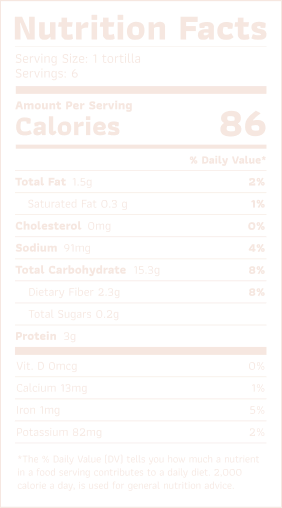 Nutrition Facts
Serving Size: 1 tortilla
Servings: 6
Amount Per Serving
Calories 86
% Daily Value*
Total Fat 1.5g 2%
Saturated Fat 0.3 g 1%
Cholesterol 0mg 0%
Sodium 91mg 4%
Total Carbohydrate 15.3g 8%
Dietary Fiber 2.3g 8%
Total Sugars 0.2g
Protein 3g
Vit. D 0mcg 0%
Calcium 13mg 1%
Iron 1mg 5%
Potassium 82mg 2%
*The % Daily Value (DV) tells you how much a nutrient
in a food serving contributes to a daily diet. 2,000
calorie a day, is used for general nutrition advice.